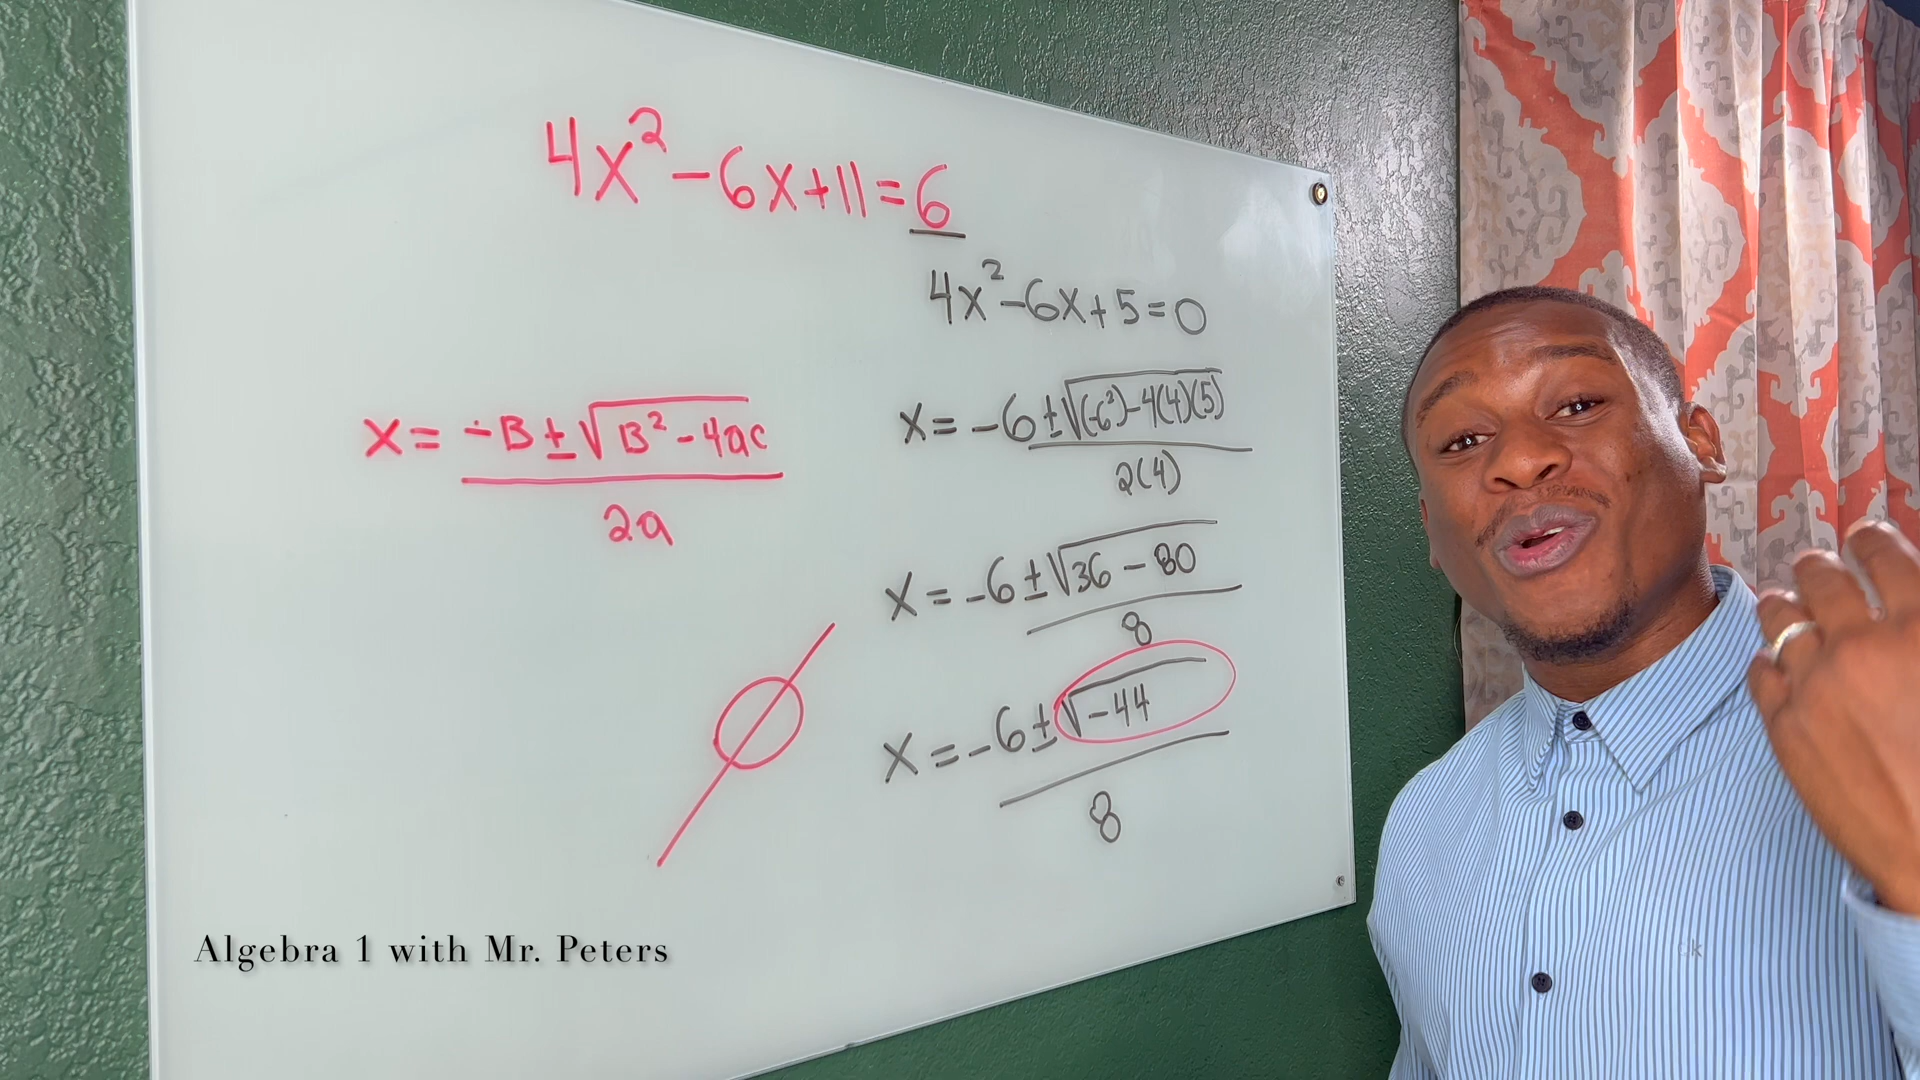 4x² - 6x + 11 = 6
4x² - 6x + 5 = 0
x = -B ± √B² - 4ac
2a
x = -6 ± √(-6²) - 4(4)(5)
2(4)
x = -6 ± √36 - 80
8
x = -6 ± √-44
8
∅
Algebra 1 with Mr. Peters